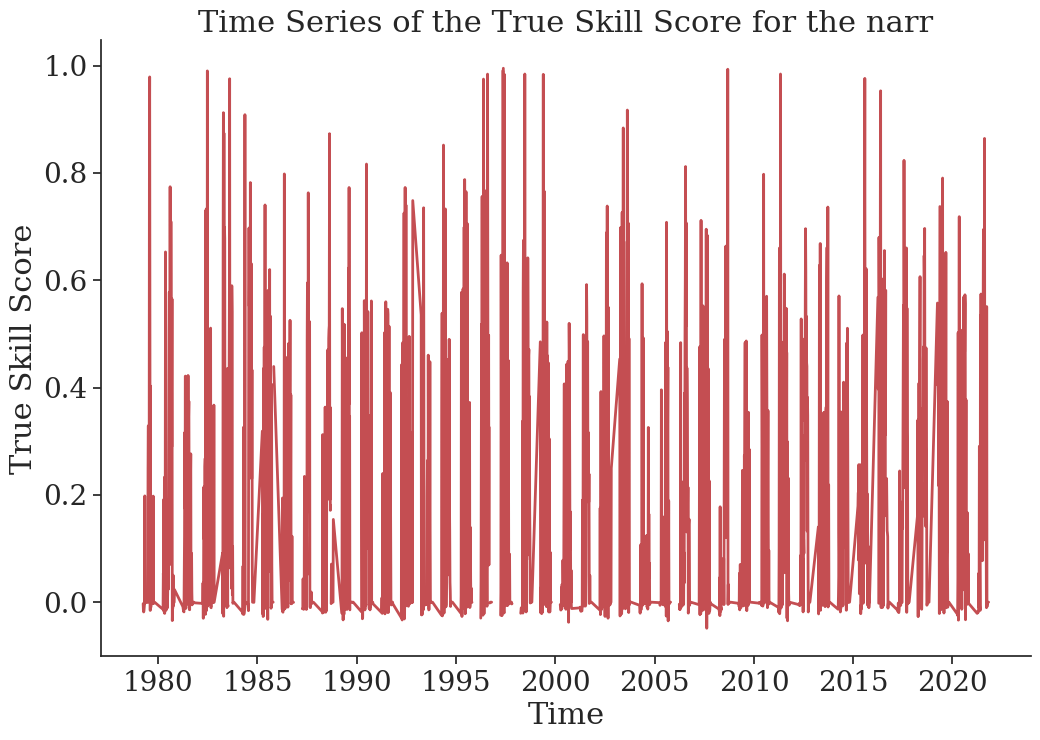 Time Series of the True Skill Score for the narr
True Skill Score
1.0
0.8
0.6
0.4
0.2
0.0
1980 1985 1990 1995 2000 2005 2010 2015 2020
Time